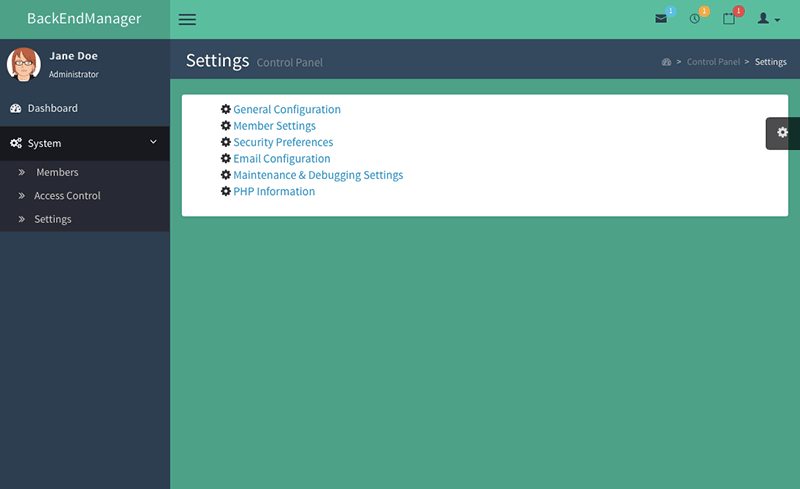 BackEndManager
1
1
1
Jane Doe
Administrator
Settings Control Panel
> Control Panel > Settings
Dashboard
System
Members
Access Control
Settings
General Configuration
Member Settings
Security Preferences
Email Configuration
Maintenance & Debugging Settings
PHP Information